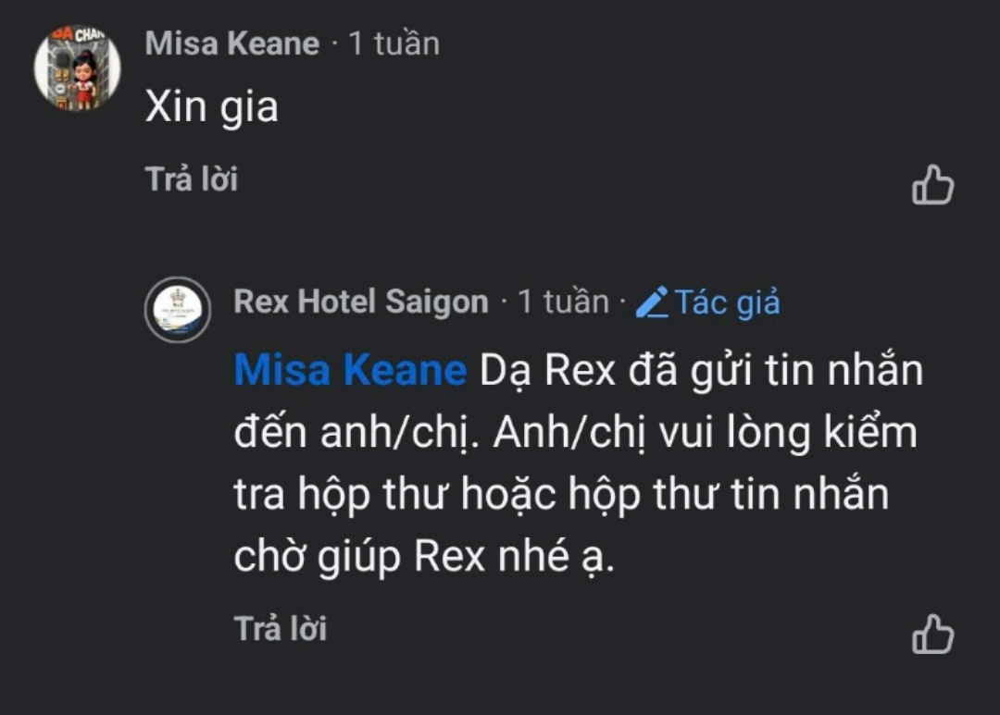 ĐA CHAN
Misa Keane · 1 tuần
Xin gia
Trả lời
Rex Hotel Saigon · 1 tuần · Tác giả
Misa Keane Dạ Rex đã gửi tin nhắn
đến anh/chị. Anh/chị vui lòng kiểm
tra hộp thư hoặc hộp thư tin nhắn
chờ giúp Rex nhé ạ.
Trả lời